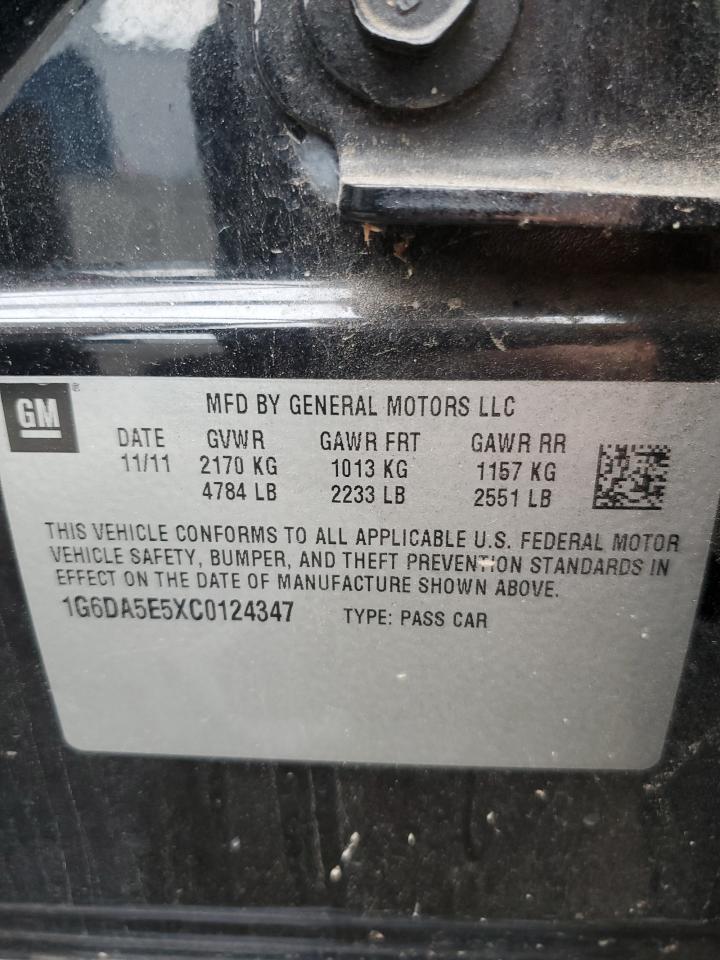 GM ®
MFD BY GENERAL MOTORS LLC
DATE GVWR GAWR FRT GAWR RR
11/11 2170 KG 1013 KG 1157 KG
4784 LB 2233 LB 2551 LB
THIS VEHICLE CONFORMS TO ALL APPLICABLE U.S. FEDERAL MOTOR
VEHICLE SAFETY, BUMPER, AND THEFT PREVENTION STANDARDS IN
EFFECT ON THE DATE OF MANUFACTURE SHOWN ABOVE.
1G6DA5E5XC0124347 TYPE: PASS CAR